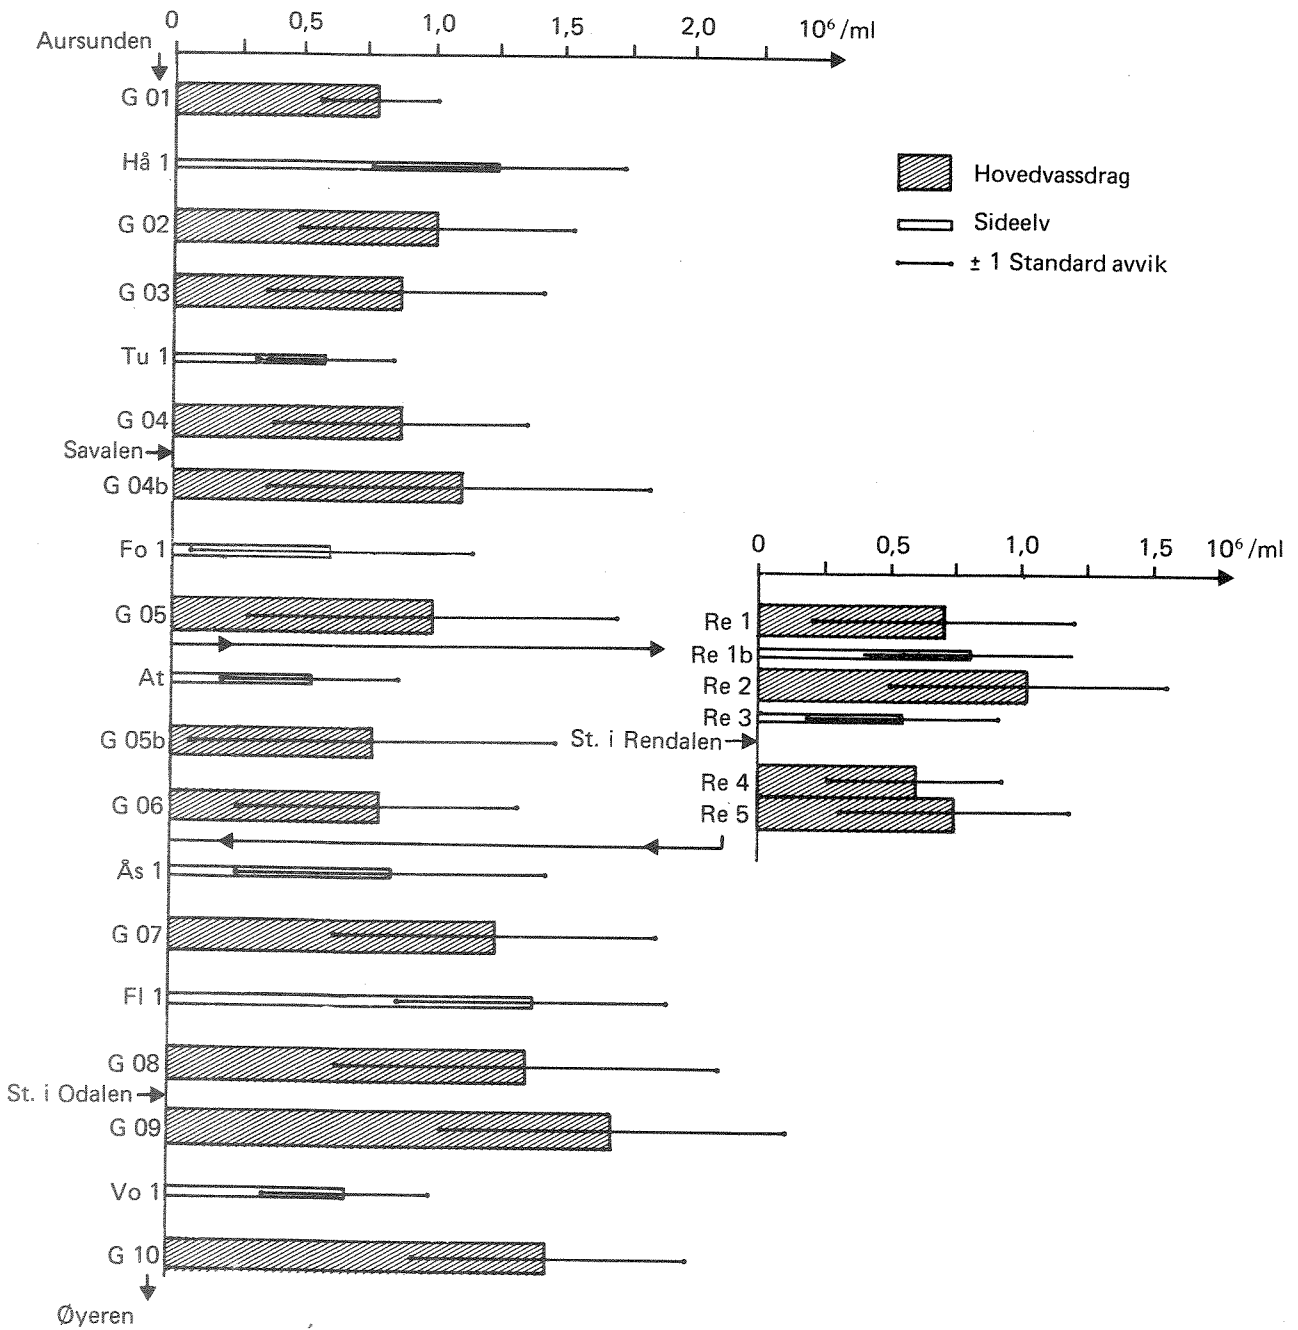 0 0,5 1,0 1,5 2,0 10⁶/ml
Aursunden
G 01
Hå 1
Hovedvassdrag
G 02
Sideelv
± 1 Standard avvik
G 03
Tu 1
G 04
Savalen
G 04b
Fo 1
G 05
At
G 05b
G 06
Ås 1
G 07
Fl 1
G 08
St. i Odalen
G 09
Vo 1
G 10
Øyeren
0 0,5 1,0 1,5 10⁶/ml
Re 1
Re 1b
Re 2
Re 3
St. i Rendalen
Re 4
Re 5